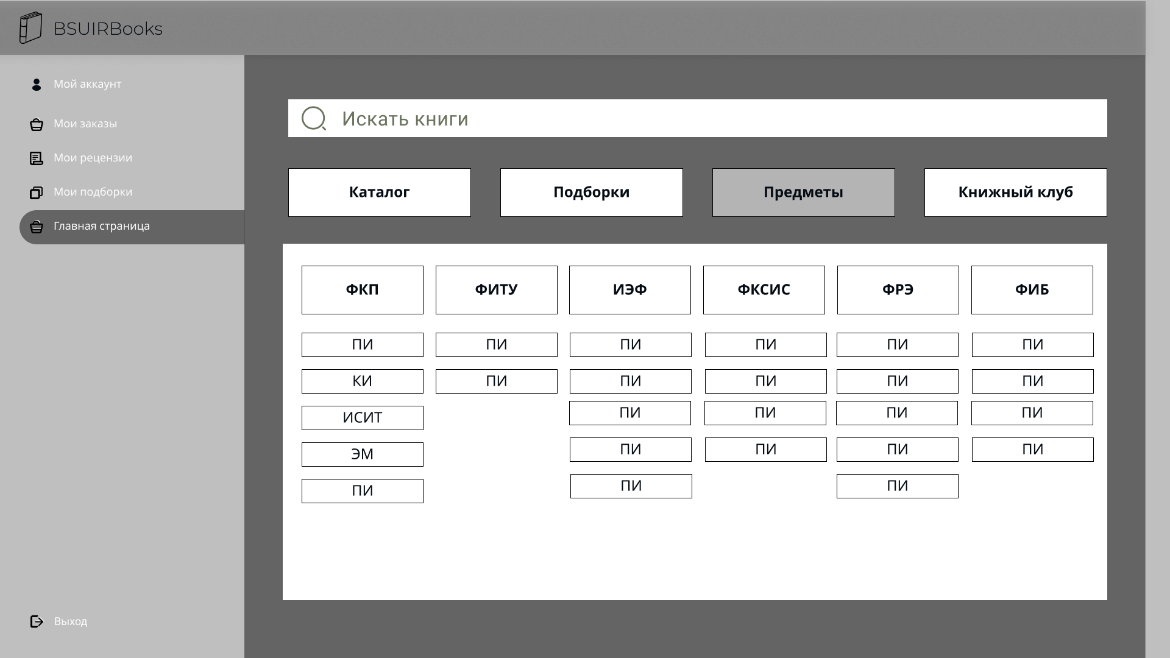 BSUIRBooks
Мой аккаунт
Мои заказы
Мои рецензии
Мои подборки
Главная страница
Выход
Искать книги
Каталог Подборки Предметы Книжный клуб
ФКП ФИТУ ИЭФ ФКСИС ФРЭ ФИБ
ПИ ПИ ПИ ПИ ПИ ПИ
КИ ПИ ПИ ПИ ПИ ПИ
ИСИТ ПИ ПИ ПИ ПИ
ЭМ ПИ ПИ ПИ ПИ
ПИ ПИ ПИ